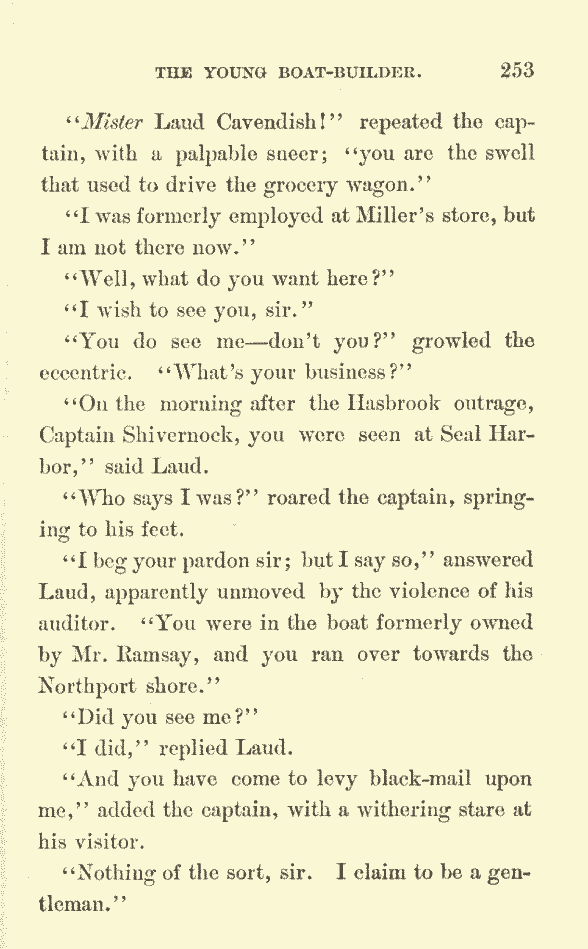 THE YOUNG BOAT-BUILDER. 253
"Mister Laud Cavendish!" repeated the cap-
tain, with a palpable sneer; "you are the swell
that used to drive the grocery wagon."
"I was formerly employed at Miller's store, but
I am not there now."
"Well, what do you want here?"
"I wish to see you, sir."
"You do see me—don't you?" growled the
eccentric. "What's your business?"
"On the morning after the Hasbrook outrage,
Captain Shivernock, you were seen at Seal Har-
bor," said Laud.
"Who says I was?" roared the captain, spring-
ing to his feet.
"I beg your pardon sir; but I say so," answered
Laud, apparently unmoved by the violence of his
auditor. "You were in the boat formerly owned
by Mr. Ramsay, and you ran over towards the
Northport shore."
"Did you see me?"
"I did," replied Laud.
"And you have come to levy black-mail upon
me," added the captain, with a withering stare at
his visitor.
"Nothing of the sort, sir. I claim to be a gen-
tleman."